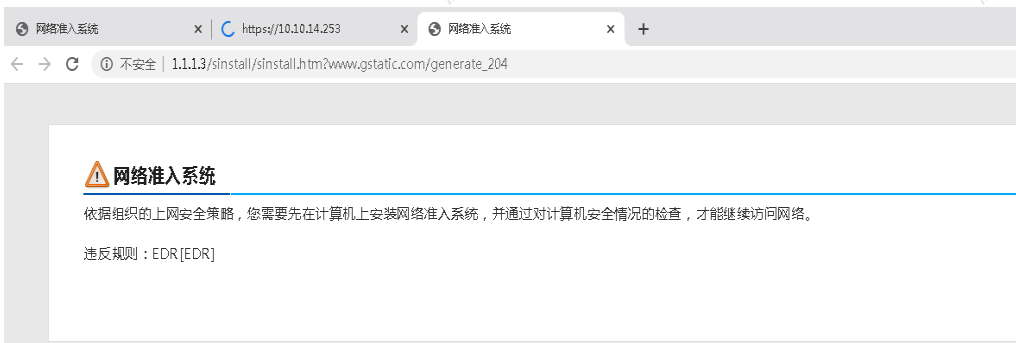 网络准入系统
https://10.10.14.253
网络准入系统
不安全 | 1.1.1.3/sinstall/sinstall.htm?www.gstatic.com/generate_204
网络准入系统
依据组织的上网安全策略，您需要先在计算机上安装网络准入系统，并通过对计算机安全情况的检查，才能继续访问网络。
违反规则：EDR[EDR]